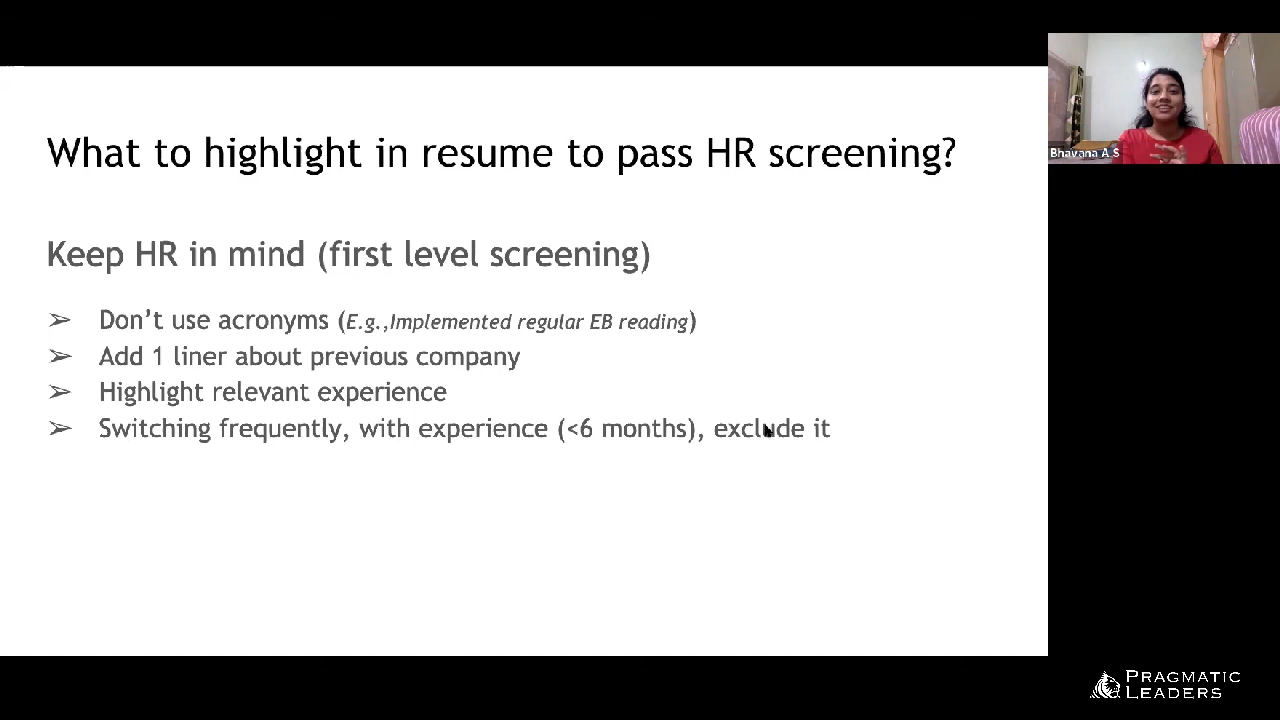 What to highlight in resume to pass HR screening?
Keep HR in mind (first level screening)
➢ Don’t use acronyms (E.g.,Implemented regular EB reading)
➢ Add 1 liner about previous company
➢ Highlight relevant experience
➢ Switching frequently, with experience (<6 months), exclude it
Bhavana A S
PRAGMATIC
LEADERS